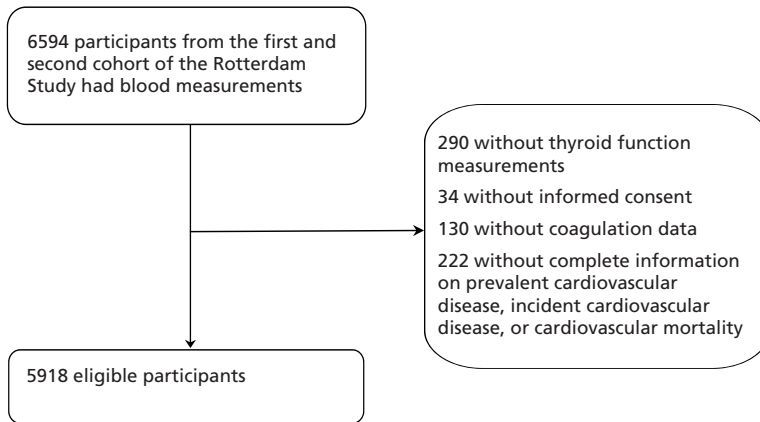 6594 participants from the first and
second cohort of the Rotterdam
Study had blood measurements
290 without thyroid function
measurements
34 without informed consent
130 without coagulation data
222 without complete information
on prevalent cardiovascular
disease, incident cardiovascular
disease, or cardiovascular mortality
5918 eligible participants